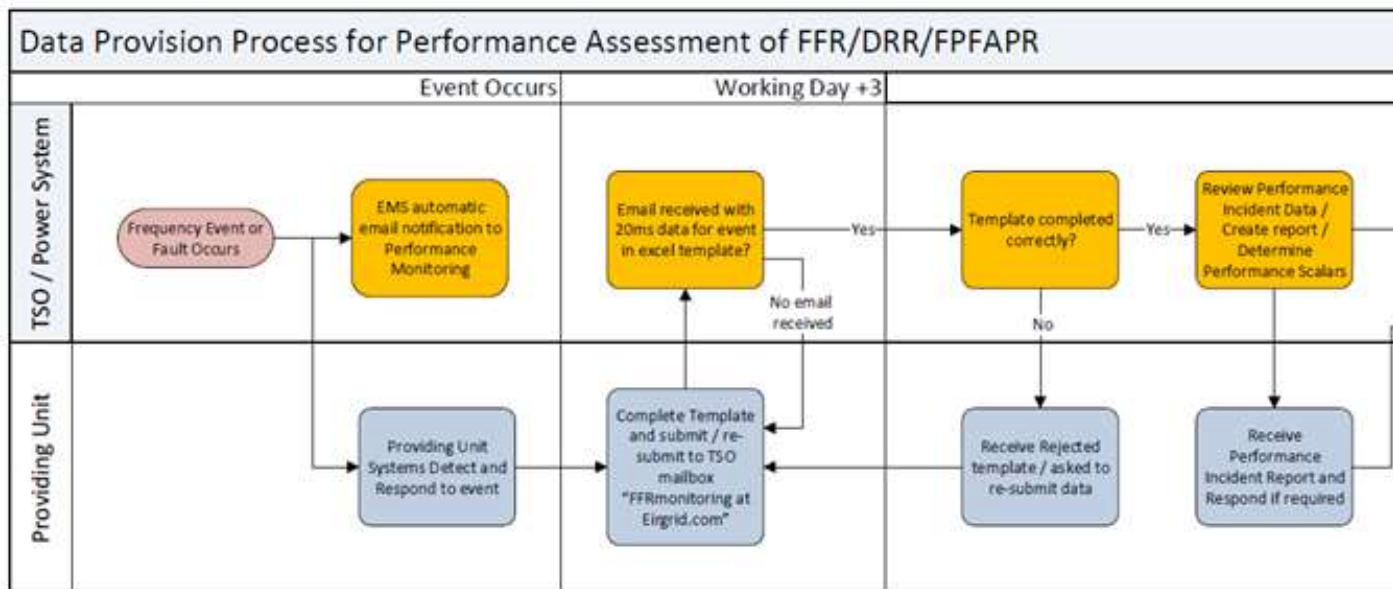 Data Provision Process for Performance Assessment of FFR/DRR/FPFAPR
Event Occurs
Working Day +3
TSO / Power System
Frequency Event or
Fault Occurs
EMS automatic
email notification to
Performance
Monitoring
Email received with
20ms data for event
in excel template?
Yes
No email
received
Template completed
correctly?
Yes
No
Review Performance
Incident Data /
Create report /
Determine
Performance Scalars
Providing Unit
Providing Unit
Systems Detect and
Respond to event
Complete Template
and submit / re-
submit to TSO
mailbox
"FFRmonitoring at
Eirgrid.com"
Receive Rejected
template / asked to
re-submit data
Receive
Performance
Incident Report and
Respond if required